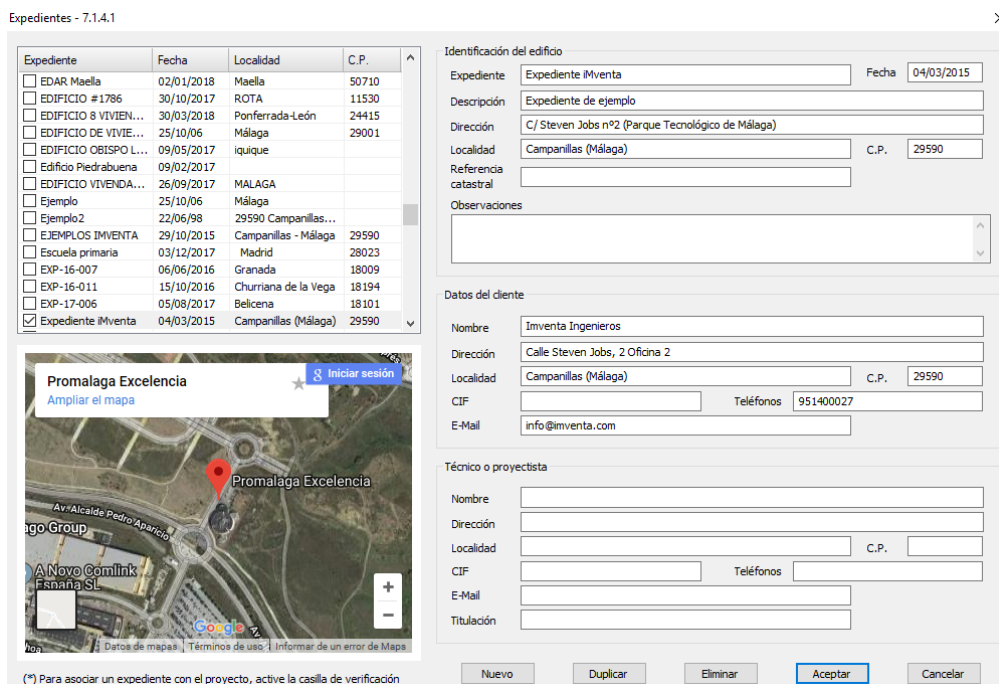 Expedientes - 7.1.4.1
Expediente Fecha Localidad C.P.
EDAR Maella 02/01/2018 Maella 50710
EDIFICIO #1786 30/10/2017 ROTA 11530
EDIFICIO 8 VIVIEN... 30/03/2018 Ponferrada-León 24415
EDIFICIO DE VIVIE... 25/10/06 Málaga 29001
EDIFICIO OBISPO L... 09/05/2017 iquique
Edificio Piedrabuena 09/02/2017
EDIFICIO VIVENDA... 26/09/2017 MALAGA
Ejemplo 25/10/06 Málaga
Ejemplo2 22/06/98 29590 Campanillas...
EJEMPLOS IMVENTA 29/10/2015 Campanillas - Málaga 29590
Escuela primaria 03/12/2017 Madrid 28023
EXP-16-007 06/06/2016 Granada 18009
EXP-16-011 15/10/2016 Churriana de la Vega 18194
EXP-17-006 05/08/2017 Belicena 18101
Expediente iMventa 04/03/2015 Campanillas (Málaga) 29590
Promalaga Excelencia
Ampliar el mapa
Iniciar sesión
Promalaga Excelencia
Av. Alcalde Pedro Aparicio
ago Group
A Novo Comlink
España SL
Google
Datos de mapas Términos de uso Informar de un error de Maps
(*) Para asociar un expediente con el proyecto, active la casilla de verificación
Identificación del edificio
Expediente Expediente iMventa Fecha 04/03/2015
Descripción Expediente de ejemplo
Dirección C/ Steven Jobs nº2 (Parque Tecnológico de Málaga)
Localidad Campanillas (Málaga) C.P. 29590
Referencia
catastral
Observaciones
Datos del cliente
Nombre Imventa Ingenieros
Dirección Calle Steven Jobs, 2 Oficina 2
Localidad Campanillas (Málaga) C.P. 29590
CIF Teléfonos 951400027
E-Mail info@imventa.com
Técnico o proyectista
Nombre
Dirección
Localidad C.P.
CIF Teléfonos
E-Mail
Titulación
Nuevo Duplicar Eliminar Aceptar Cancelar